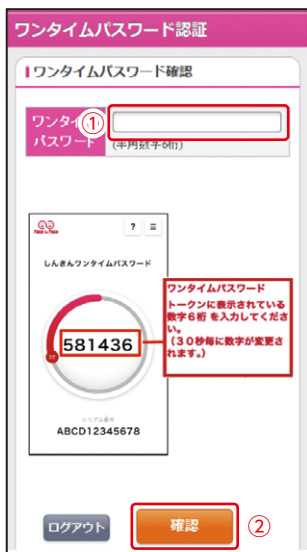 ワンタイムパスワード認証
ワンタイムパスワード確認
ワンタイ①
パスワード
(半角数字6桁)
? ≡
しんきんワンタイムパスワード
581436
シリアル番号
ABCD12345678
ワンタイムパスワード
トークンに表示されている
数字6桁 を入力してくださ
い。
(30秒毎に数字が変更さ
れます。)
ログアウト
確認
②